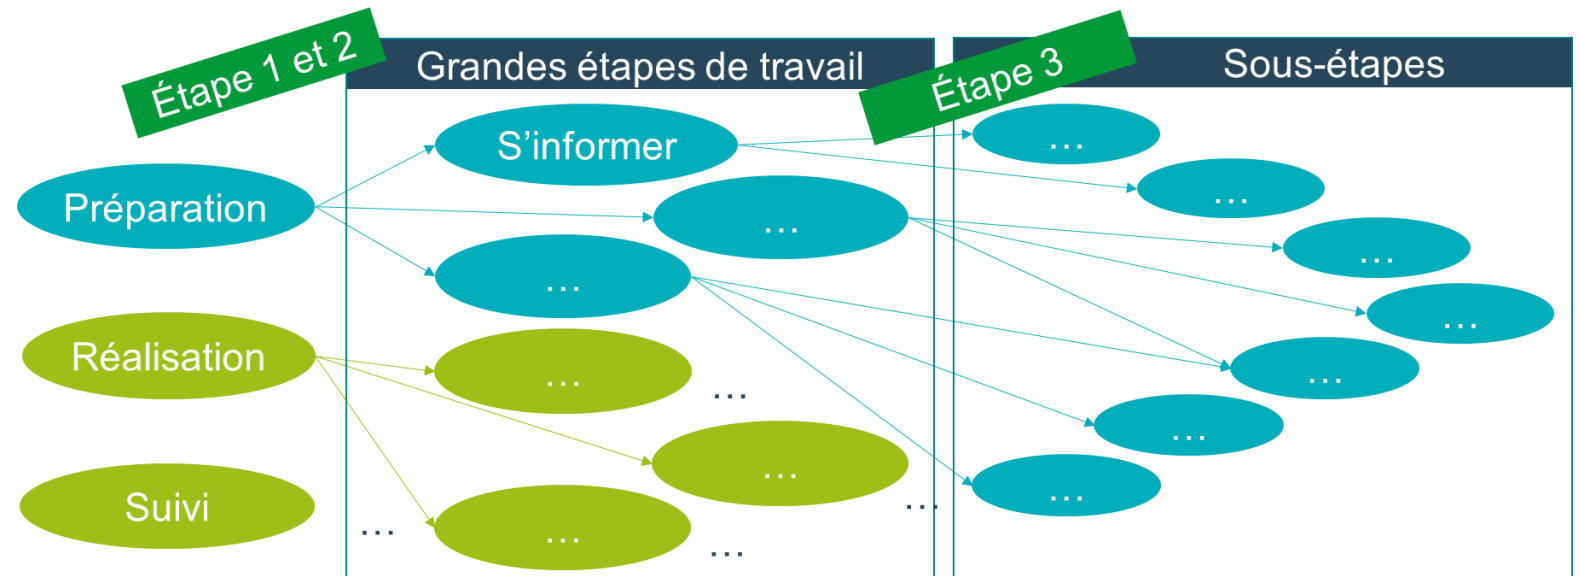 Étape 1 et 2
Grandes étapes de travail
Étape 3
Sous-étapes
S'informer
...
...
Préparation
...
...
...
...
...
Réalisation
...
...
...
...
...
...
Suivi
...
...
...
...